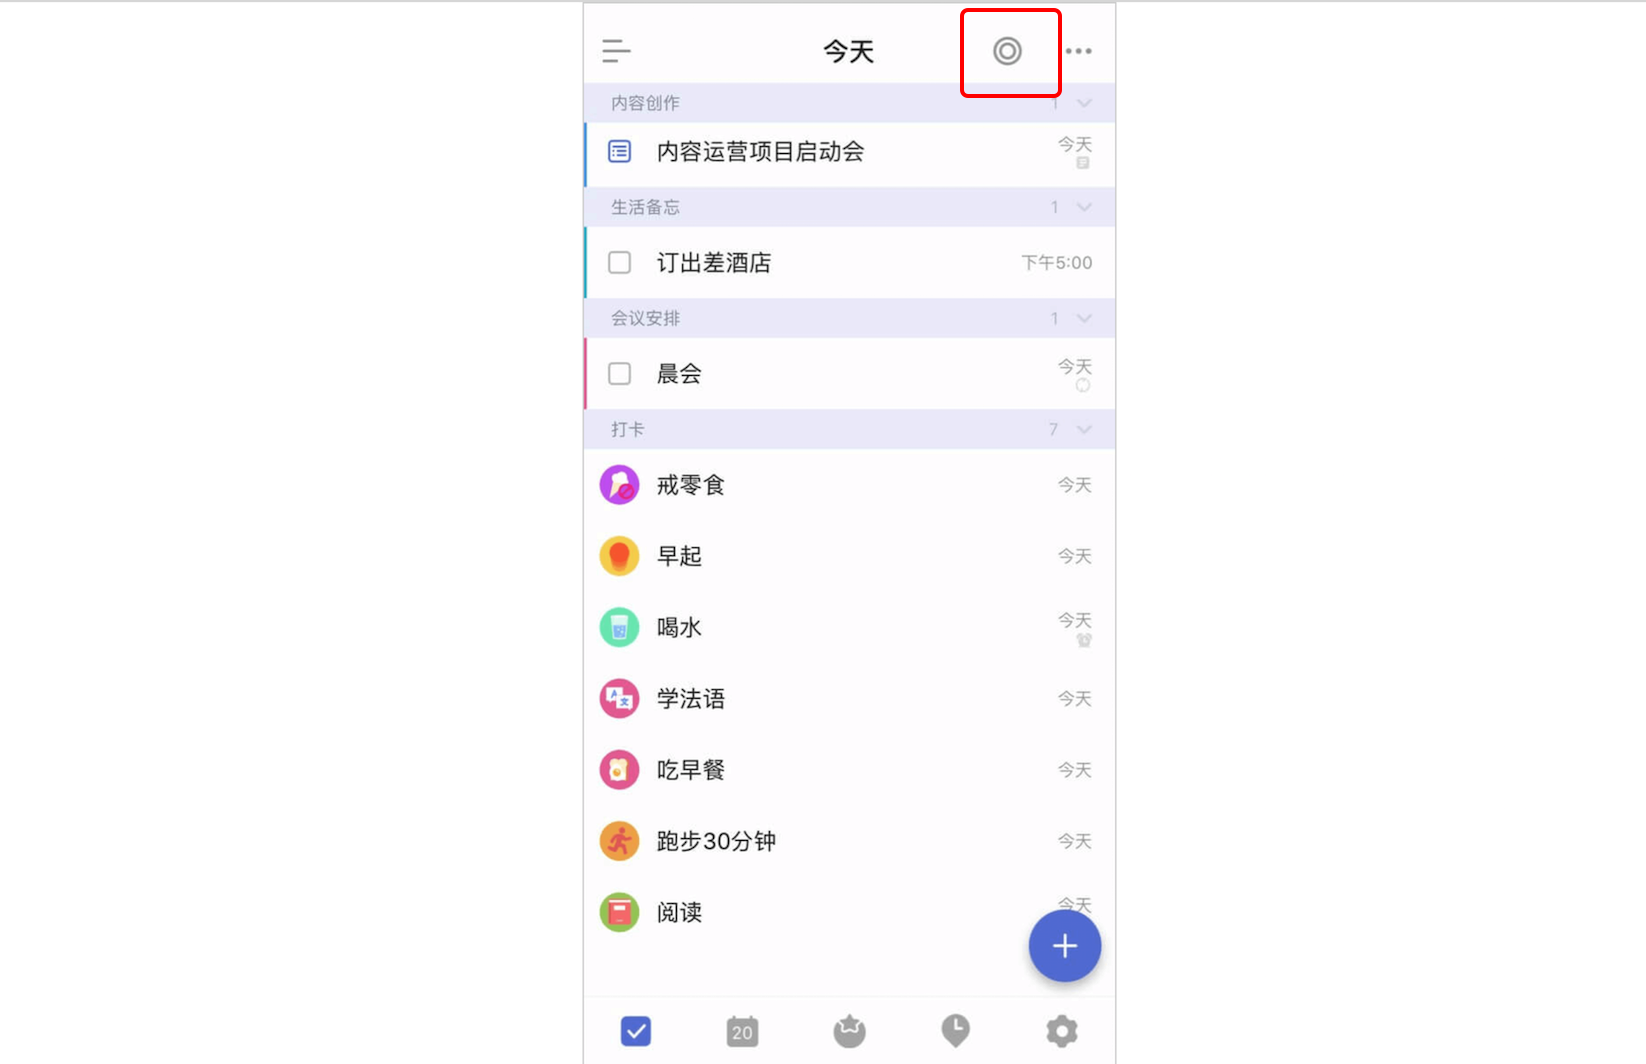 今天
内容创作 1
内容运营项目启动会 今天
生活备忘 1
订出差酒店 下午5:00
会议安排 1
晨会 今天
打卡 7
戒零食 今天
早起 今天
喝水 今天
A 文
学法语 今天
吃早餐 今天
跑步30分钟 今天
阅读 今天
20